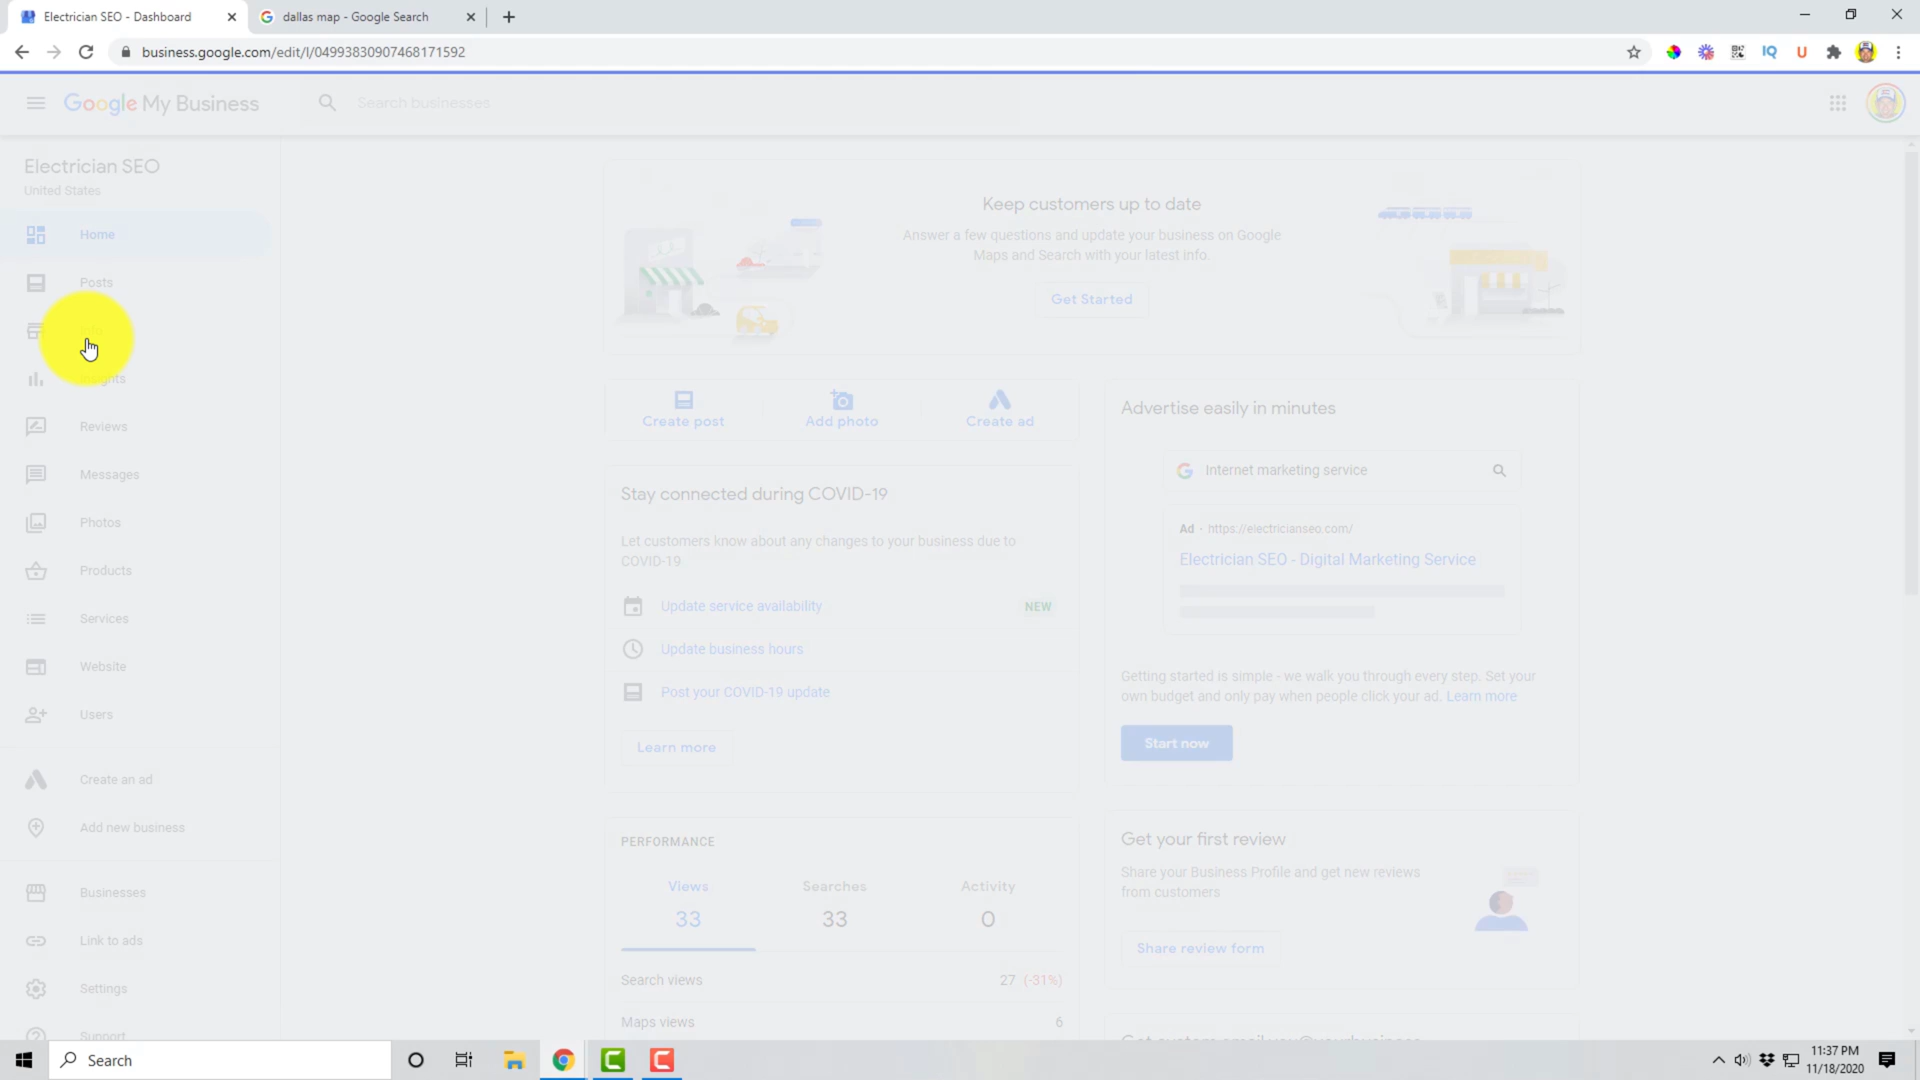 Electrician SEO - Dashboard
dallas map - Google Search
business.google.com/edit/l/04993830907468171592
IQ
U
Google My Business
Search businesses
Electrician SEO
United States
Home
Posts
Info
Insights
Reviews
Messages
Photos
Products
Services
Website
Users
Create an ad
Add new business
Businesses
Link to ads
Settings
Support
Keep customers up to date
Answer a few questions and update your business on Google
Maps and Search with your latest info.
Get Started
Create post
Add photo
Create ad
Stay connected during COVID-19
Let customers know about any changes to your business due to
COVID-19
Update service availability
NEW
Update business hours
Post your COVID-19 update
Learn more
PERFORMANCE
Views
33
Searches
33
Activity
0
Search views
27 (-31%)
Maps views
6
Advertise easily in minutes
Internet marketing service
Ad · https://electricianseo.com/
Electrician SEO - Digital Marketing Service
Getting started is simple - we walk you through every step. Set your
own budget and only pay when people click your ad. Learn more
Start now
Get your first review
Share your Business Profile and get new reviews
from customers
Share review form
Search
11:37 PM
11/18/2020